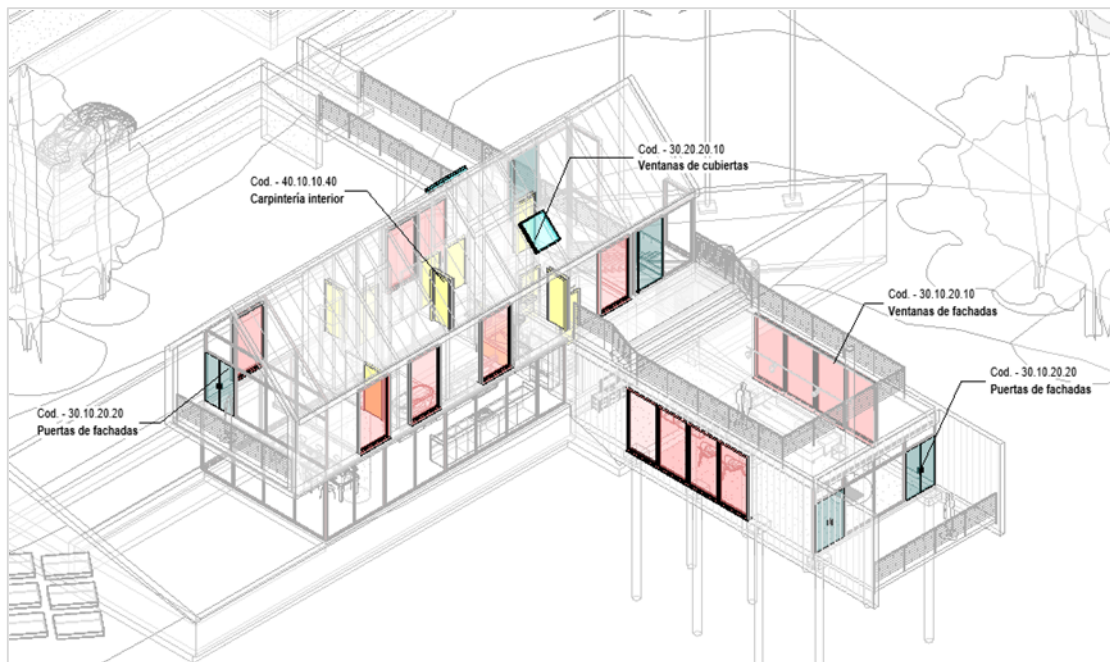 Cod. - 30.20.20.10
Ventanas de cubiertas
Cod. - 40.10.10.40
Carpintería interior
Cod. - 30.10.20.10
Ventanas de fachadas
Cod. - 30.10.20.20
Puertas de fachadas
Cod. - 30.10.20.20
Puertas de fachadas